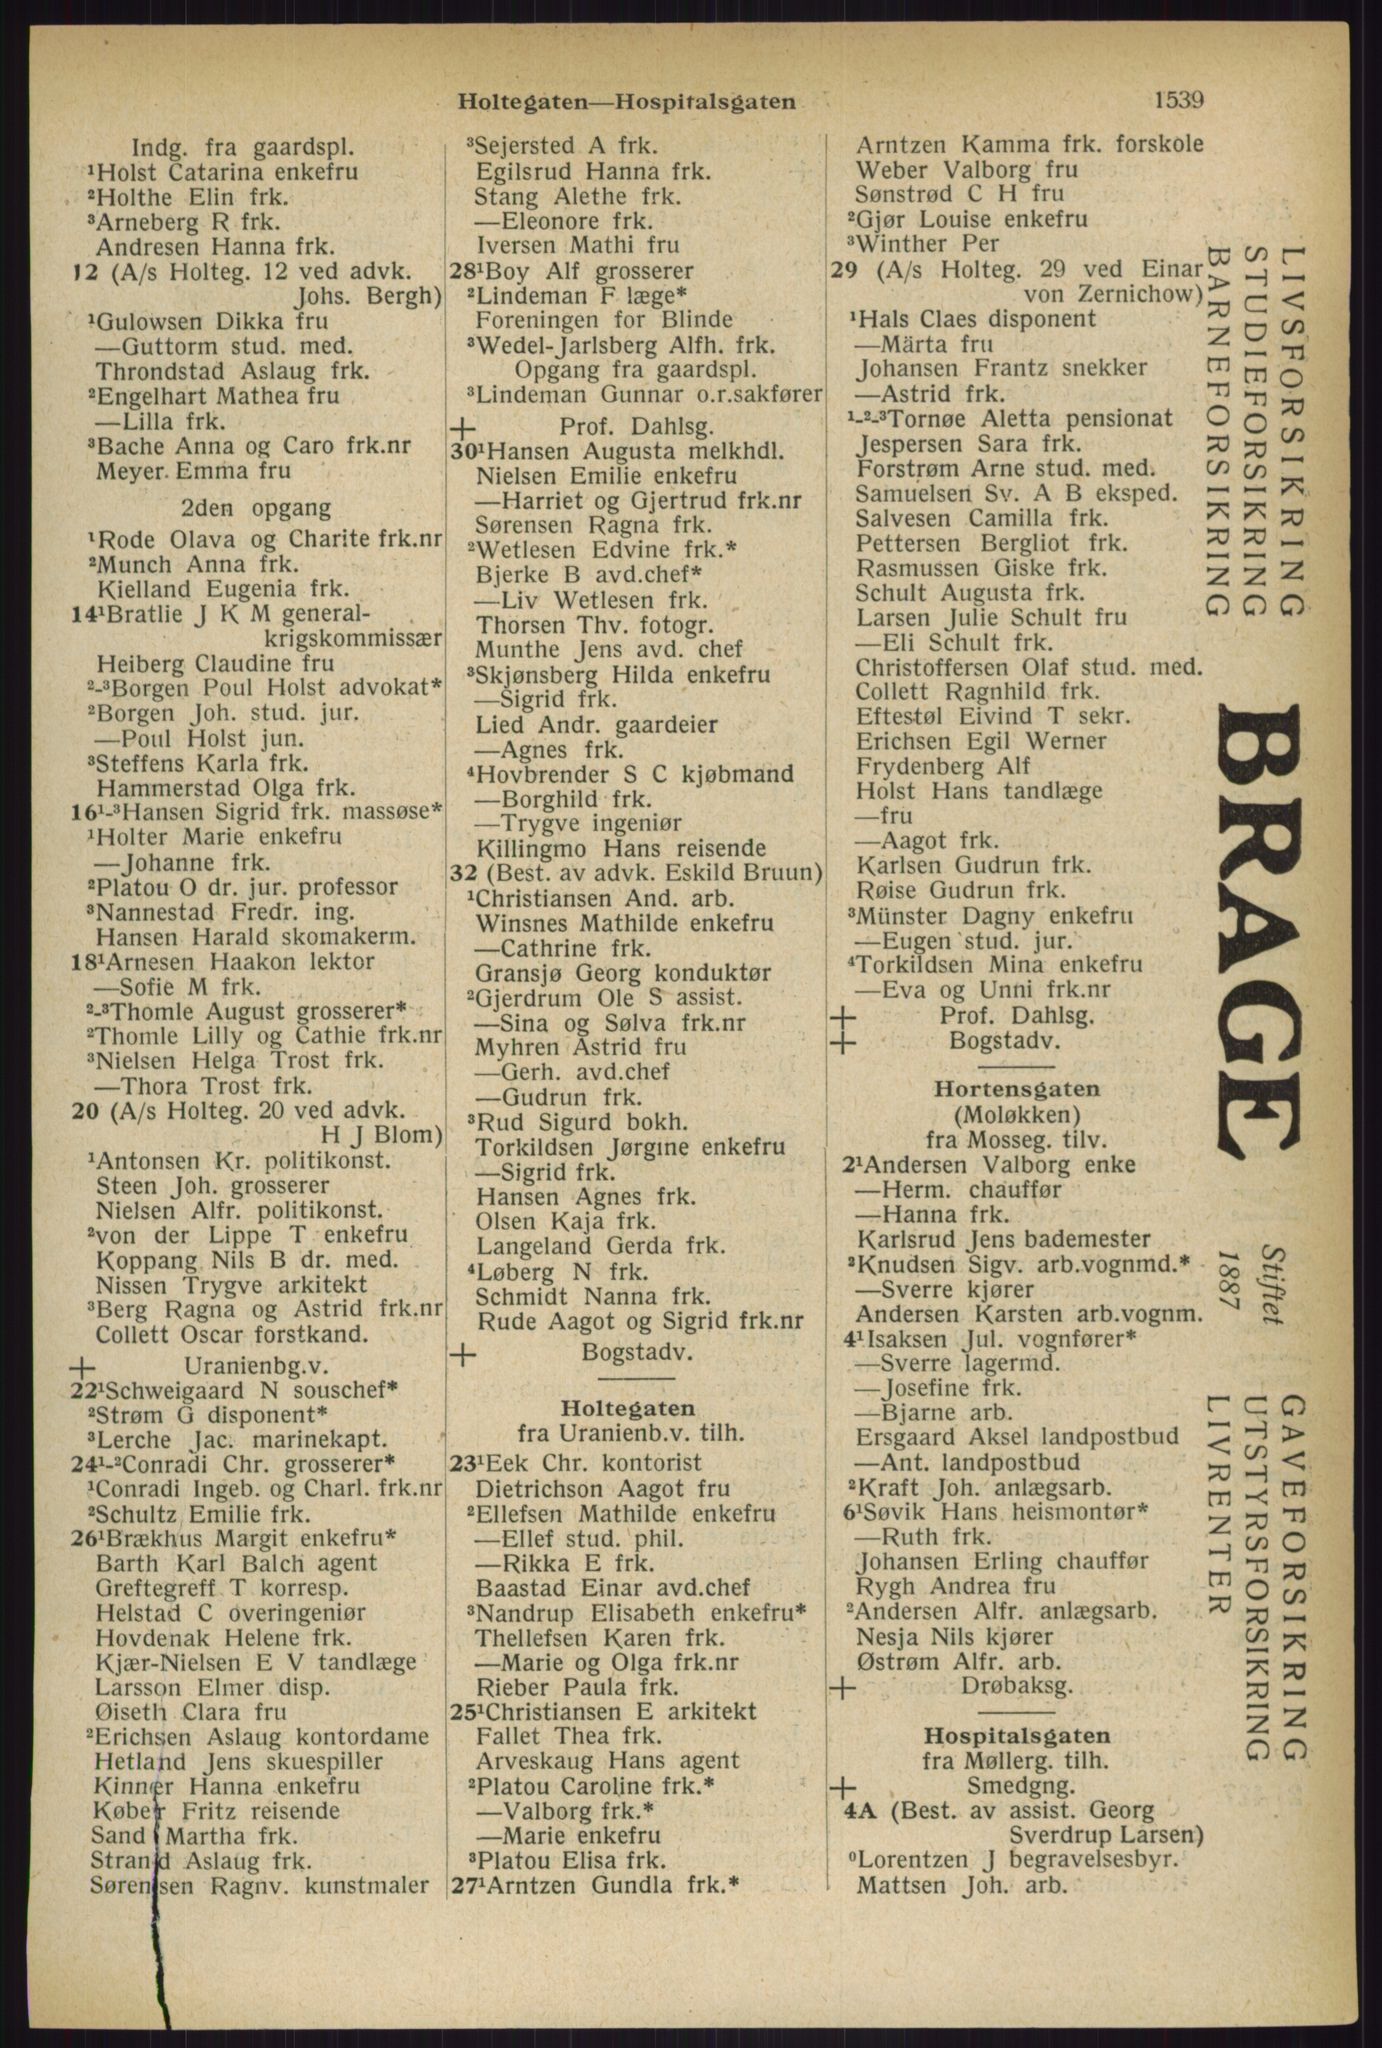 Holtegaten—Hospitalsgaten
1539
Indg. fra gaardspl.
¹Holst Catarina enkefru
²Holthe Elin frk.
³Arneberg R frk.
Andresen Hanna frk.
12 (A/s Holteg. 12 ved advk.
Johs. Bergh)
¹Gulowsen Dikka fru
—Guttorm stud. med.
Throndstad Aslaug frk.
²Engelhart Mathea fru
—Lilla frk.
³Bache Anna og Caro frk.nr
Meyer Emma fru
2den opgang
¹Rode Olava og Charite frk.nr
²Munch Anna frk.
Kielland Eugenia frk.
14¹Bratlie J K M general-
krigskommissær
Heiberg Claudine fru
²-³Borgen Poul Holst advokat*
²Borgen Joh. stud. jur.
—Poul Holst jun.
³Steffens Karla frk.
Hammerstad Olga frk.
16¹-³Hansen Sigrid frk. massøse*
¹Holter Marie enkefru
—Johanne frk.
²Platou O dr. jur. professor
³Nannestad Fredr. ing.
Hansen Harald skomakerm.
18¹Arnesen Haakon lektor
—Sofie M frk.
²-³Thomle August grosserer*
²Thomle Lilly og Cathie frk.nr
³Nielsen Helga Trost frk.
—Thora Trost frk.
20 (A/s Holteg. 20 ved advk.
H J Blom)
¹Antonsen Kr. politikonst.
Steen Joh. grosserer
Nielsen Alfr. politikonst.
²von der Lippe T enkefru
Koppang Nils B dr. med.
Nissen Trygve arkitekt
³Berg Ragna og Astrid frk.nr
Collett Oscar forstkand.
+ Uranienbg.v.
22¹Schweigaard N souschef*
²Strøm G disponent*
³Lerche Jac. marinekapt.
24¹-²Conradi Chr. grosserer*
¹Conradi Ingeb. og Charl. frk.nr
²Schultz Emilie frk.
26¹Brækhus Margit enkefru*
Barth Karl Balch agent
Greftegreff T korresp.
Helstad C overingeniør
Hovdenak Helene frk.
Kjær-Nielsen E V tandlæge
Larsson Elmer disp.
Øiseth Clara fru
²Erichsen Aslaug kontordame
Hetland Jens skuespiller
Kinner Hanna enkefru
Køber Fritz reisende
Sand Martha frk.
Strand Aslaug frk.
Sørensen Ragnv. kunstmaler
³Sejersted A frk.
Egilsrud Hanna frk.
Stang Alethe frk.
—Eleonore frk.
Iversen Mathi fru
28¹Boy Alf grosserer
²Lindeman F læge*
Foreningen for Blinde
³Wedel-Jarlsberg Alfh. frk.
Opgang fra gaardspl.
³Lindeman Gunnar o.r.sakfører
+ Prof. Dahlsg.
30¹Hansen Augusta melkhdl.
Nielsen Emilie enkefru
—Harriet og Gjertrud frk.nr
Sørensen Ragna frk.
²Wetlesen Edvine frk.*
Bjerke B avd.chef*
—Liv Wetlesen frk.
Thorsen Thv. fotogr.
Munthe Jens avd. chef
³Skjønsberg Hilda enkefru
—Sigrid frk.
Lied Andr. gaardeier
—Agnes frk.
⁴Hovbrender S C kjøbmand
—Borghild frk.
—Trygve ingeniør
Killingmo Hans reisende
32 (Best. av advk. Eskild Bruun)
¹Christiansen And. arb.
Winsnes Mathilde enkefru
—Cathrine frk.
Gransjø Georg konduktør
²Gjerdrum Ole S assist.
—Sina og Sølva frk.nr
Myhren Astrid fru
—Gerh. avd.chef
—Gudrun frk.
³Rud Sigurd bokh.
Torkildsen Jørgine enkefru
—Sigrid frk.
Hansen Agnes frk.
Olsen Kaja frk.
Langeland Gerda frk.
⁴Løberg N frk.
Schmidt Nanna frk.
Rude Aagot og Sigrid frk.nr
+ Bogstadv.
Holtegaten
fra Uranienb.v. tilh.
23¹Eek Chr. kontorist
Dietrichson Aagot fru
²Ellefsen Mathilde enkefru
—Ellef stud. phil.
—Rikka E frk.
Baastad Einar avd.chef
³Nandrup Elisabeth enkefru*
Thellefsen Karen frk.
—Marie og Olga frk.nr
Rieber Paula frk.
25¹Christiansen E arkitekt
Fallet Thea frk.
Arveskaug Hans agent
²Platou Caroline frk.*
—Valborg frk.*
—Marie enkefru
³Platou Elisa frk.
27¹Arntzen Gundla frk.*
Arntzen Kamma frk. forskole
Weber Valborg fru
Sønstrød C H fru
²Gjør Louise enkefru
³Winther Per
29 (A/s Holteg. 29 ved Einar
von Zernichow)
¹Hals Claes disponent
—Märta fru
Johansen Frantz snekker
—Astrid frk.
¹-²-³Tornøe Aletta pensionat
Jespersen Sara frk.
Forstrøm Arne stud. med.
Samuelsen Sv. A B eksped.
Salvesen Camilla frk.
Pettersen Bergliot frk.
Rasmussen Giske frk.
Schult Augusta frk.
Larsen Julie Schult fru
—Eli Schult frk.
Christoffersen Olaf stud. med.
Collett Ragnhild frk.
Eftestøl Eivind T sekr.
Erichsen Egil Werner
Frydenberg Alf
Holst Hans tandlæge
—fru
—Aagot frk.
Karlsen Gudrun frk.
Røise Gudrun frk.
³Münster Dagny enkefru
—Eugen stud. jur.
⁴Torkildsen Mina enkefru
—Eva og Unni frk.nr
+ Prof. Dahlsg.
+ Bogstadv.
Hortensgaten
(Moløkken)
fra Mosseg. tilv.
2¹Andersen Valborg enke
—Herm. chauffør
—Hanna frk.
Karlsrud Jens bademester
²Knudsen Sigv. arb.vognmd.*
—Sverre kjører
Andersen Karsten arb.vognm.
4¹Isaksen Jul. vognfører*
—Sverre lagermd.
—Josefine frk.
—Bjarne arb.
Ersgaard Aksel landpostbud
—Ant. landpostbud
²Kraft Joh. anlægsarb.
6¹Søvik Hans heismontør*
—Ruth frk.
Johansen Erling chauffør
Rygh Andrea fru
²Andersen Alfr. anlægsarb.
Nesja Nils kjører
Østrøm Alfr. arb.
+ Drøbaksg.
Hospitalsgaten
fra Møllerg. tilh.
+ Smedgng.
4A (Best. av assist. Georg
Sverdrup Larsen)
⁰Lorentzen J begravelsesbyr.
Mattsen Joh. arb.
LIVSFORSIKRING
STUDIEFORSIKRING
BARNEFORSIKRING
BRAGE
Stiftet
1887
GAVEFORSIKRING
UTSTYRSFORSIKRING
LIVRENTER